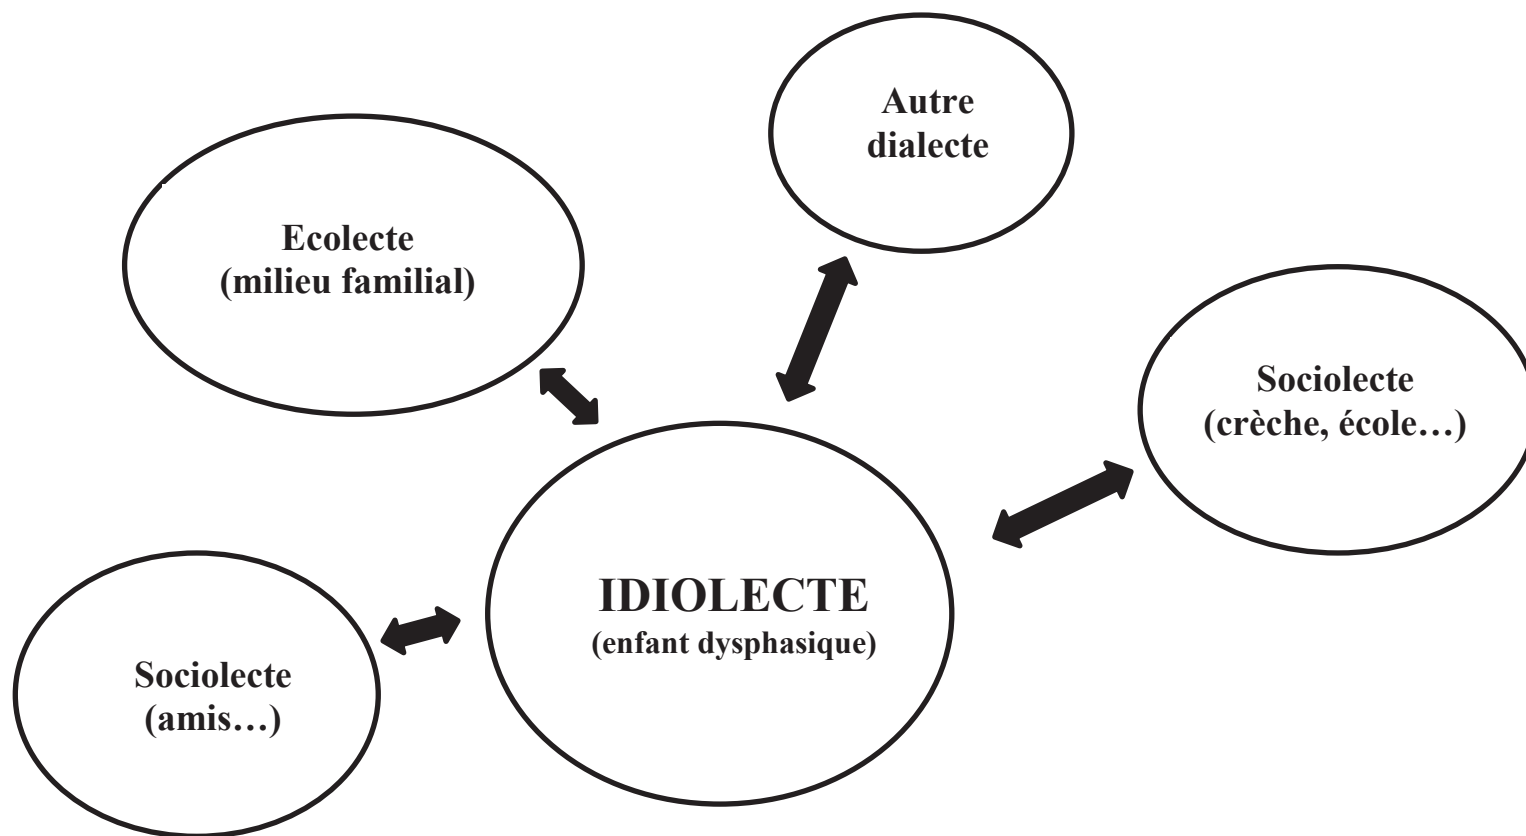 Autre
dialecte
Ecolecte
(milieu familial)
Sociolecte
(crèche, école…)
IDIOLECTE
(enfant dysphasique)
Sociolecte
(amis…)